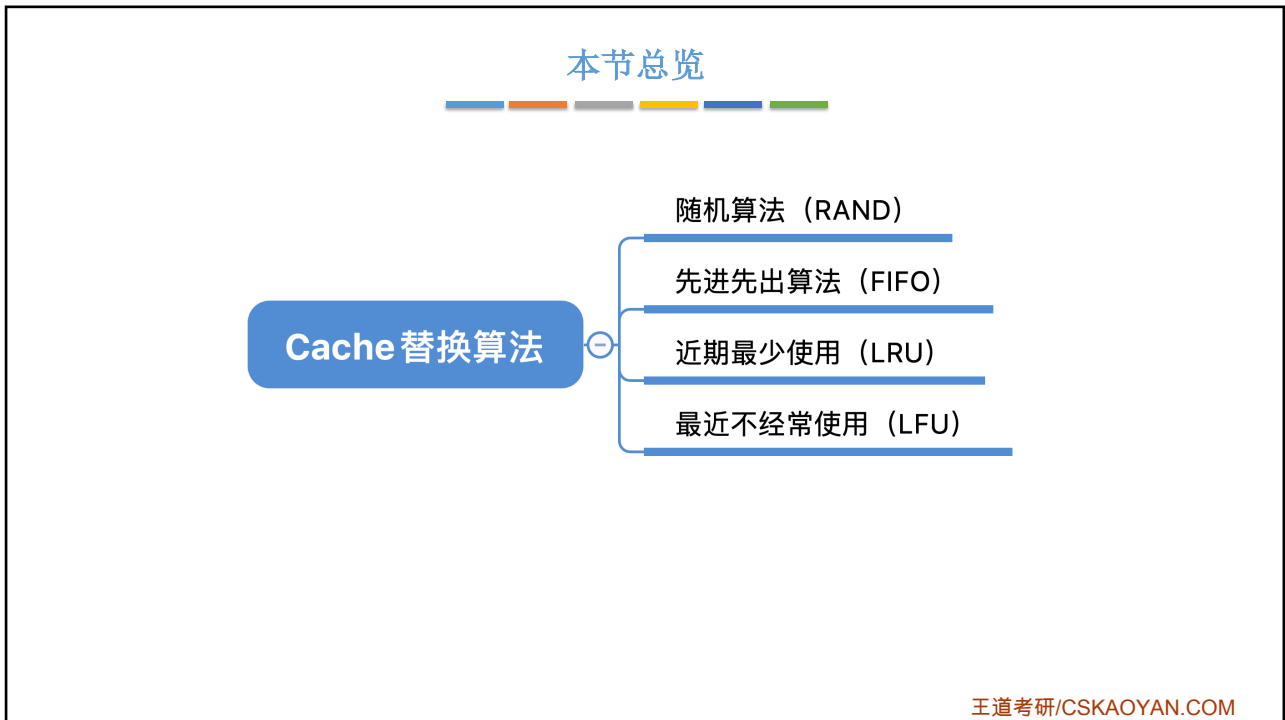 本节总览
随机算法（RAND）
先进先出算法（FIFO）
Cache替换算法
近期最少使用（LRU）
最近不经常使用（LFU）
王道考研/CSKAOYAN.COM